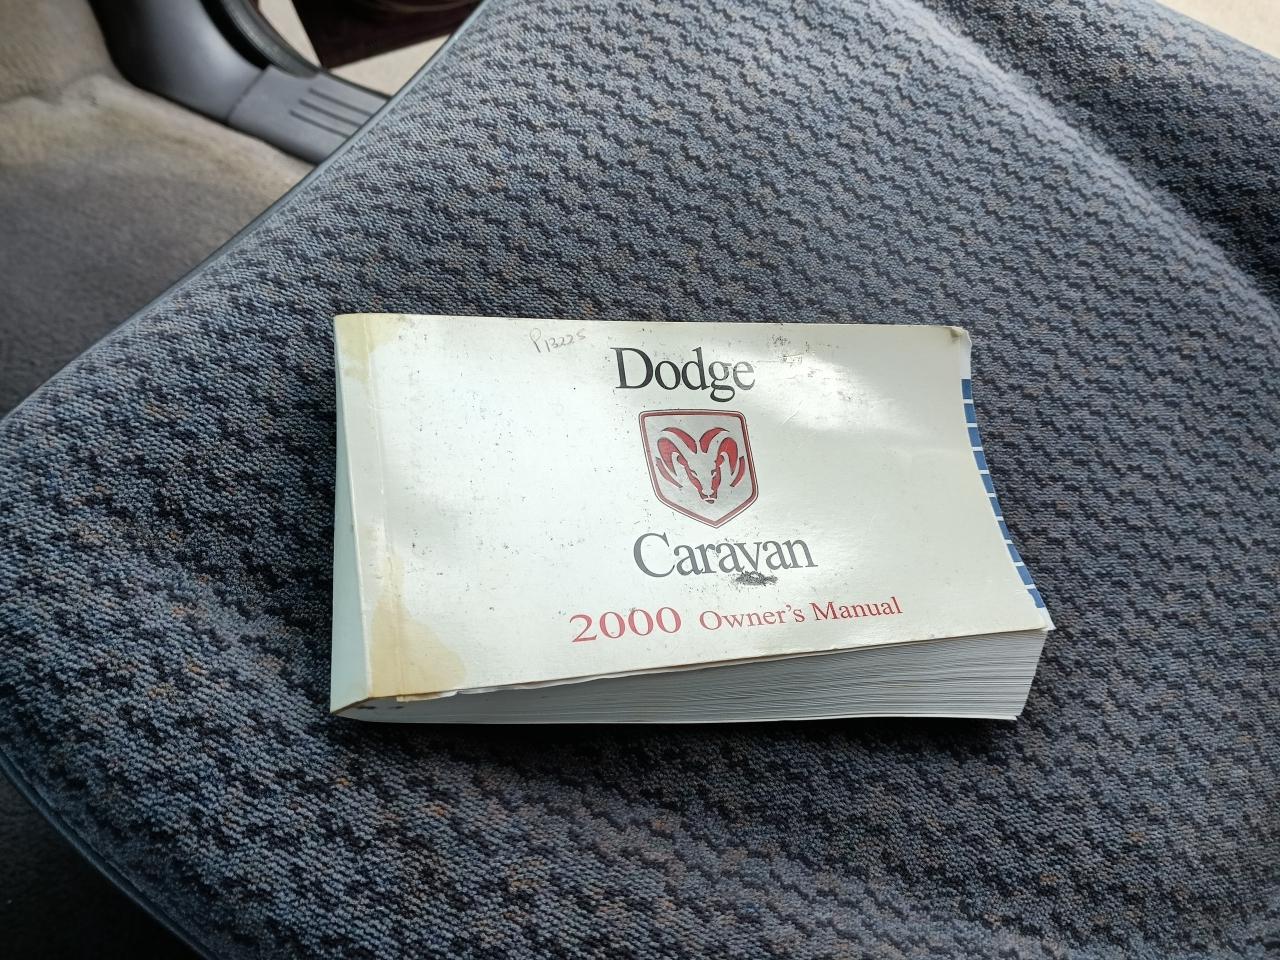 P13225
Dodge
Caravan
2000 Owner's Manual